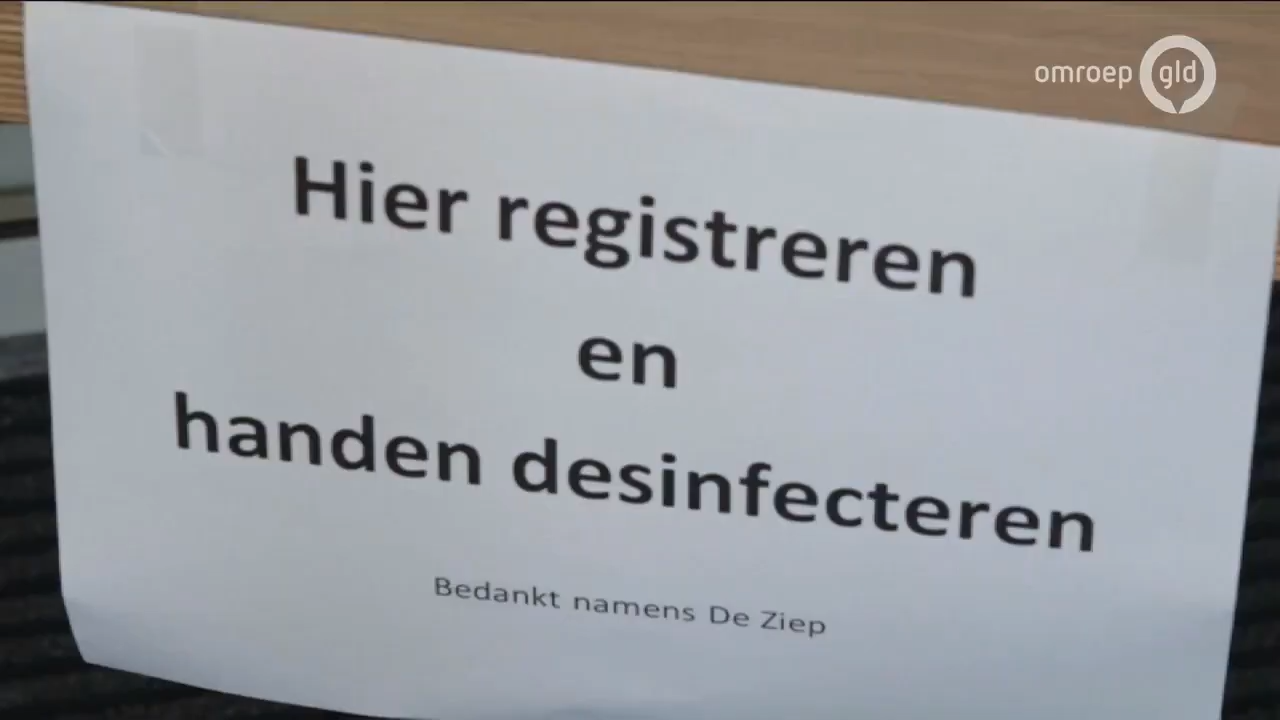 omroep gld
Hier registreren
en
handen desinfecteren
Bedankt namens De Ziep